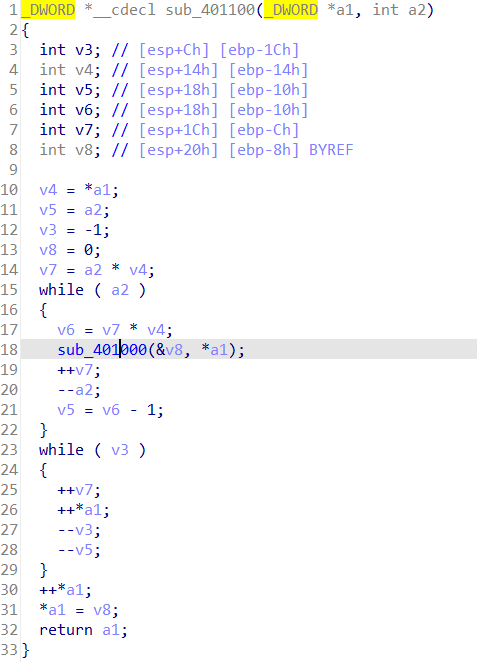 1 _DWORD *__cdecl sub_401100(_DWORD *a1, int a2)
2 {
3   int v3; // [esp+Ch] [ebp-1Ch]
4   int v4; // [esp+14h] [ebp-14h]
5   int v5; // [esp+18h] [ebp-10h]
6   int v6; // [esp+18h] [ebp-10h]
7   int v7; // [esp+1Ch] [ebp-Ch]
8   int v8; // [esp+20h] [ebp-8h] BYREF
9
10   v4 = *a1;
11   v5 = a2;
12   v3 = -1;
13   v8 = 0;
14   v7 = a2 * v4;
15   while ( a2 )
16   {
17     v6 = v7 * v4;
18     sub_401000(&v8, *a1);
19     ++v7;
20     --a2;
21     v5 = v6 - 1;
22   }
23   while ( v3 )
24   {
25     ++v7;
26     ++*a1;
27     --v3;
28     --v5;
29   }
30   ++*a1;
31   *a1 = v8;
32   return a1;
33 }